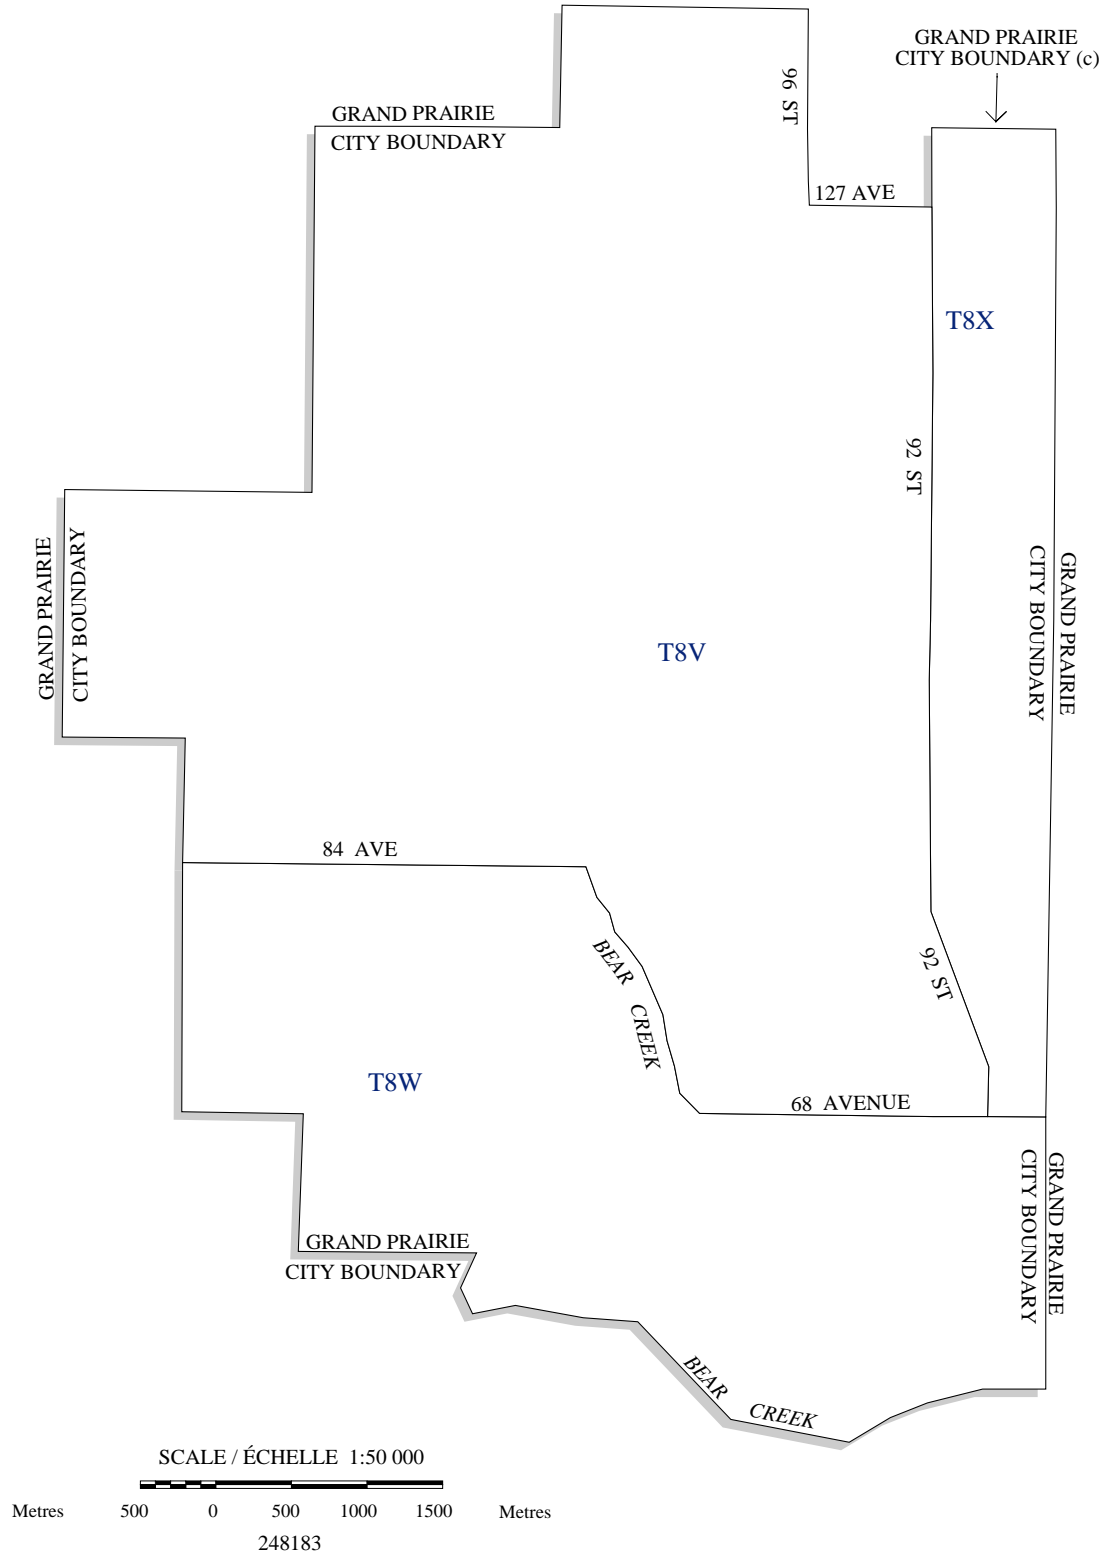 GRAND PRAIRIE
CITY BOUNDARY (c)
96 ST
GRAND PRAIRIE
CITY BOUNDARY
127 AVE
T8X
92 ST
GRAND PRAIRIE
CITY BOUNDARY
GRAND PRAIRIE
CITY BOUNDARY
T8V
84 AVE
BEAR CREEK
92 ST
T8W
68 AVENUE
GRAND PRAIRIE
CITY BOUNDARY
GRAND PRAIRIE
CITY BOUNDARY
BEAR CREEK
SCALE / ÉCHELLE 1:50 000
Metres 500 0 500 1000 1500 Metres
248183